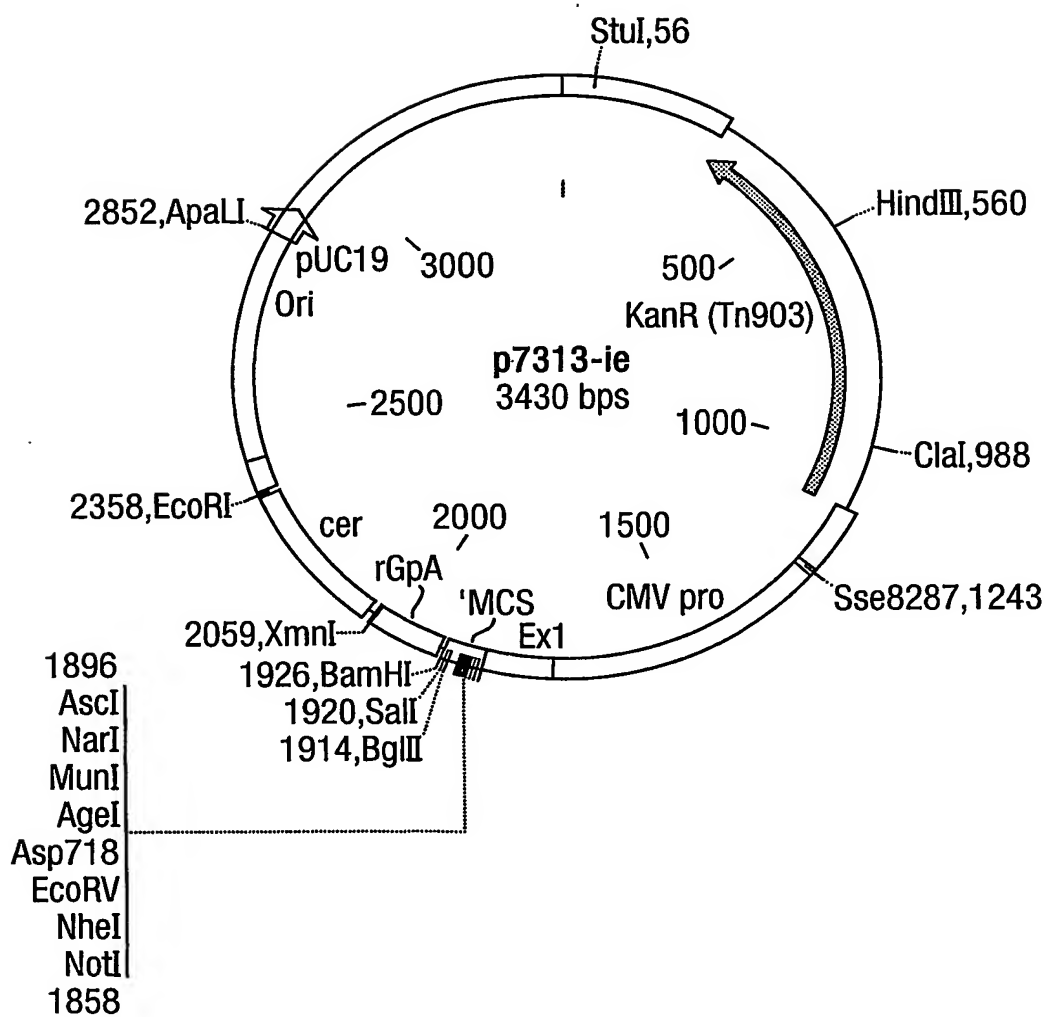 StuI,56
HindIII,560
2852,ApaLI
pUC19
Ori
3000
500
KanR (Tn903)
p7313-ie
3430 bps
2500
1000
ClaI,988
2358,EcoRI
cer
2000
1500
rGpA
'MCS
Ex1
CMV pro
Sse8287,1243
2059,XmnI
1926,BamHI
1920,SalI
1914,BglII
1896
AscI
NarI
MunI
AgeI
Asp718
EcoRV
NheI
NotI
1858